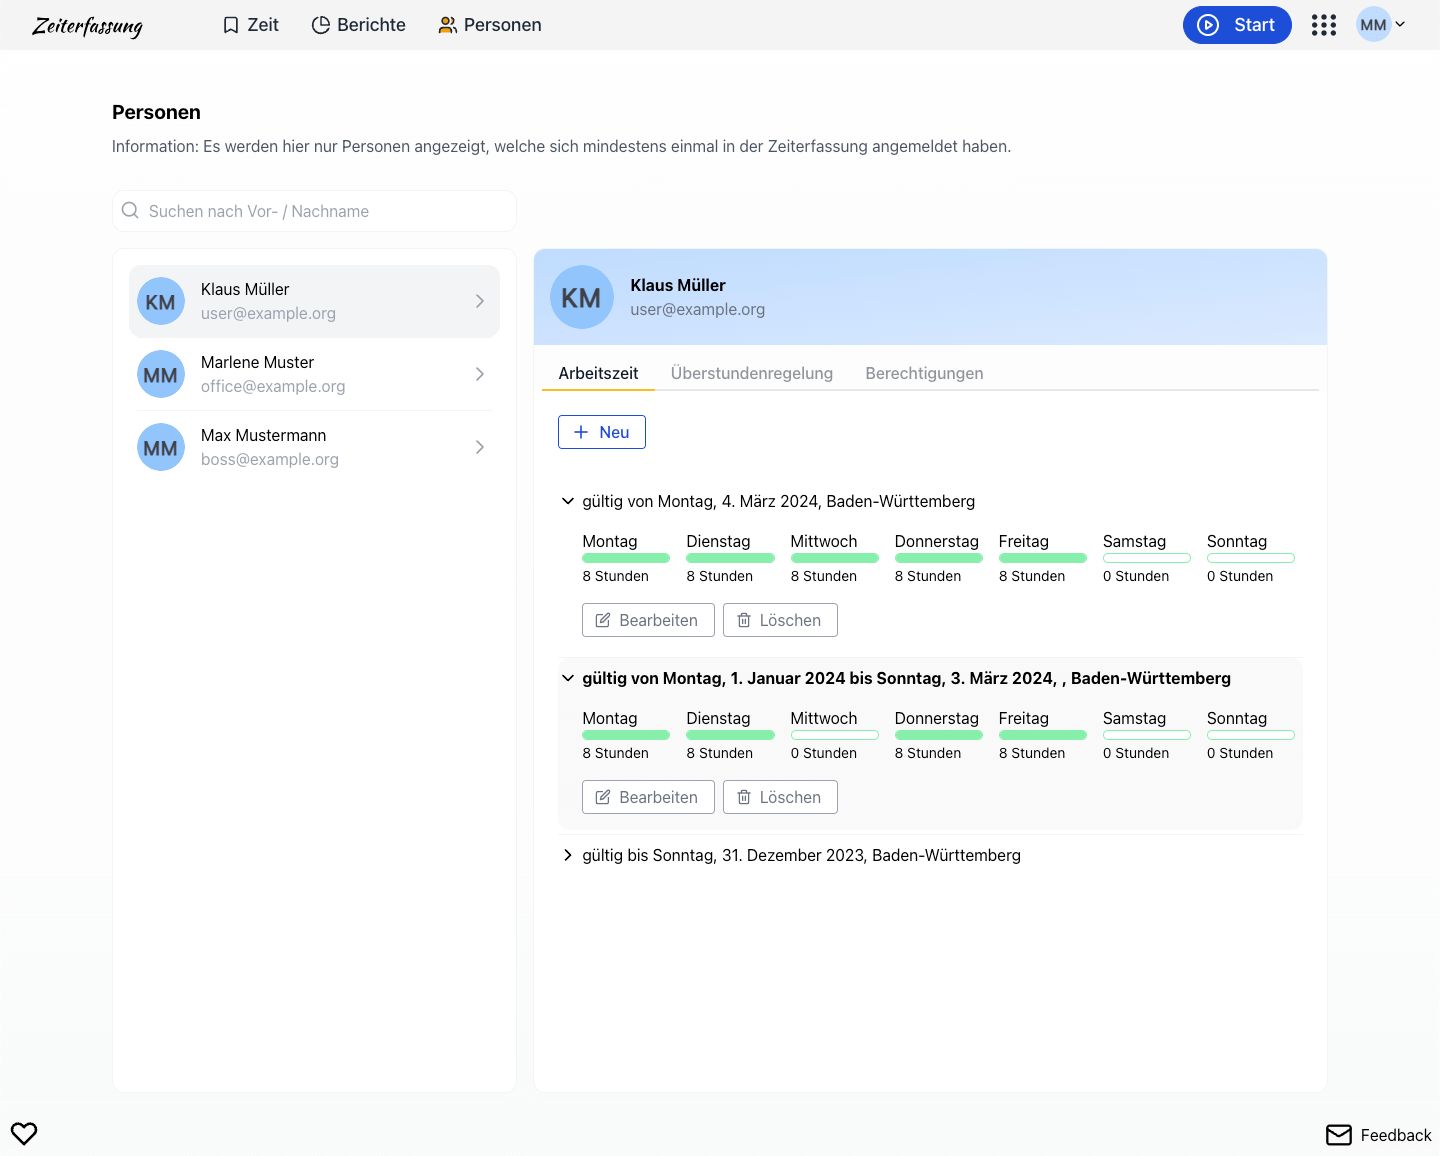 Zeiterfassung
Zeit
Berichte
Personen
Start
MM
Personen
Information: Es werden hier nur Personen angezeigt, welche sich mindestens einmal in der Zeiterfassung angemeldet haben.
Suchen nach Vor- / Nachname
KM
Klaus Müller
user@example.org
MM
Marlene Muster
office@example.org
MM
Max Mustermann
boss@example.org
KM
Klaus Müller
user@example.org
Arbeitszeit Überstundenregelung Berechtigungen
Neu
gültig von Montag, 4. März 2024, Baden-Württemberg
Montag Dienstag Mittwoch Donnerstag Freitag Samstag Sonntag
8 Stunden 8 Stunden 8 Stunden 8 Stunden 8 Stunden 0 Stunden 0 Stunden
Bearbeiten Löschen
gültig von Montag, 1. Januar 2024 bis Sonntag, 3. März 2024, , Baden-Württemberg
Montag Dienstag Mittwoch Donnerstag Freitag Samstag Sonntag
8 Stunden 8 Stunden 0 Stunden 8 Stunden 8 Stunden 0 Stunden 0 Stunden
Bearbeiten Löschen
gültig bis Sonntag, 31. Dezember 2023, Baden-Württemberg
Feedback